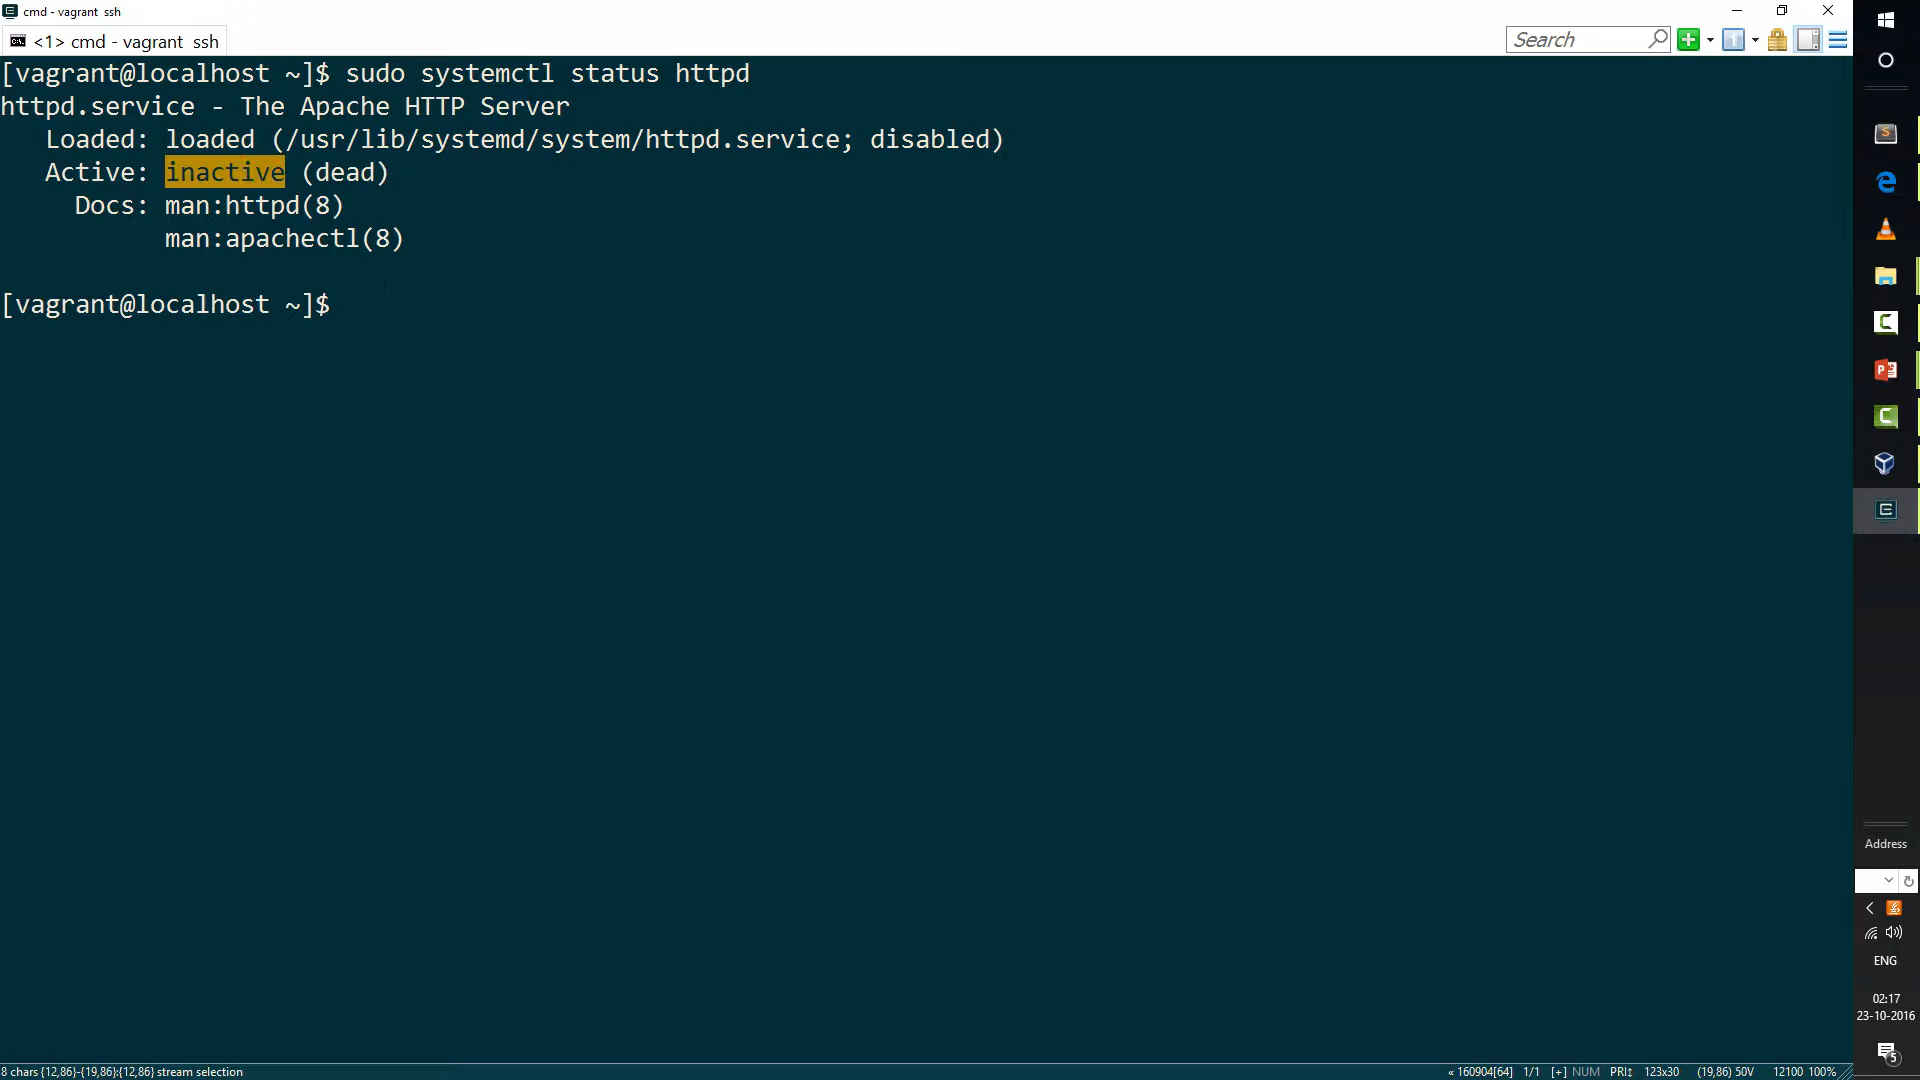 cmd - vagrant ssh
<1> cmd - vagrant ssh
Search
[vagrant@localhost ~]$ sudo systemctl status httpd
httpd.service - The Apache HTTP Server
Loaded: loaded (/usr/lib/systemd/system/httpd.service; disabled)
Active: inactive (dead)
Docs: man:httpd(8)
man:apachectl(8)
[vagrant@localhost ~]$
Address
ENG
02:17
23-10-2016
5
8 chars {12,86}-{19,86}:{12,86} stream selection
« 160904[64] 1/1 [+] NUM PRI↕ 123x30 (19,86) 50V 12100 100%